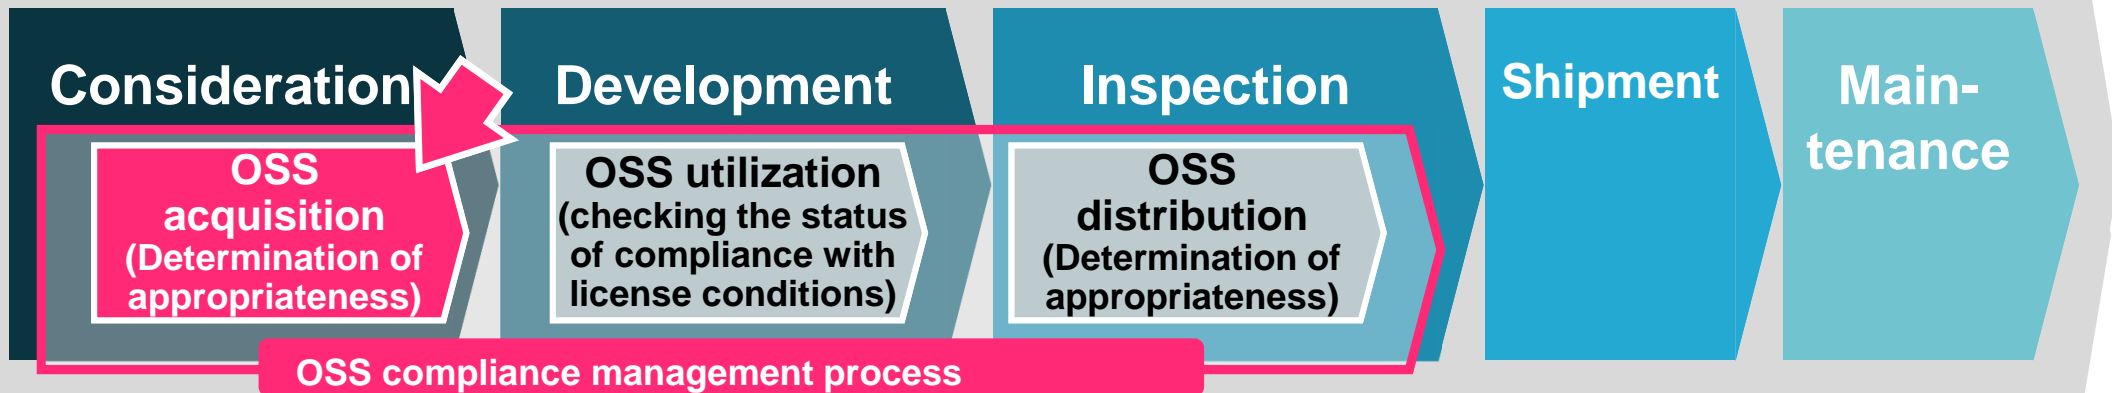 Consideration
Development
Inspection
Shipment
Main-
tenance
OSS
acquisition
(Determination of
appropriateness)
OSS utilization
(checking the status
of compliance with
license conditions)
OSS
distribution
(Determination of
appropriateness)
OSS compliance management process